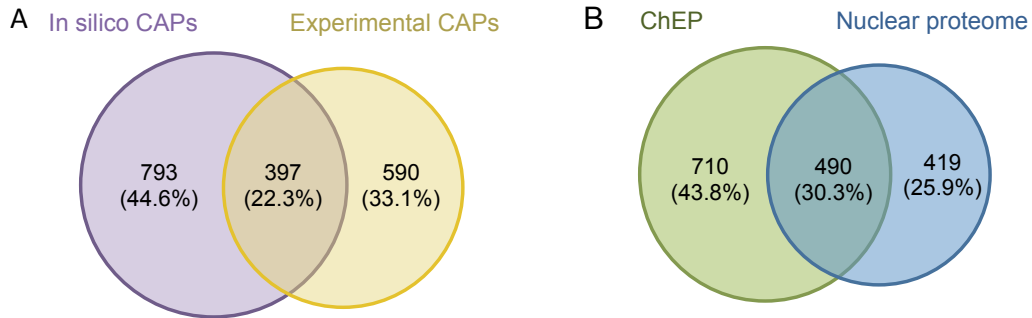 A In silico CAPs Experimental CAPs
793 397 590
(44.6%) (22.3%) (33.1%)
B ChEP Nuclear proteome
710 490 419
(43.8%) (30.3%) (25.9%)